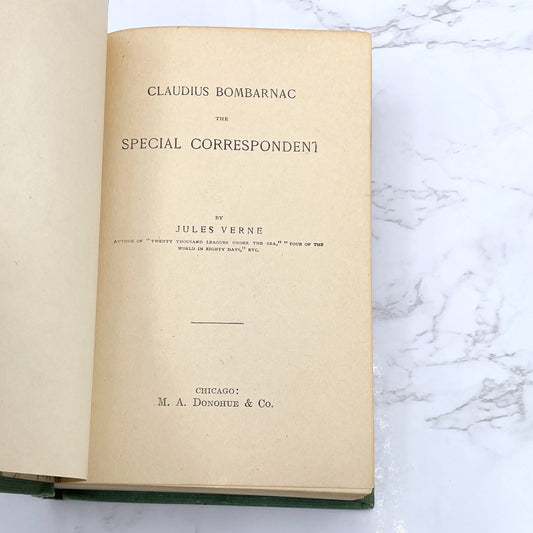 CLAUDIUS BOMBARNAC
THE
SPECIAL CORRESPONDENT
BY
JULES VERNE
AUTHOR OF "TWENTY THOUSAND LEAGUES UNDER THE SEA," "TOUR OF THE
WORLD IN EIGHTY DAYS," ETC.
CHICAGO:
M. A. DONOHUE & CO.